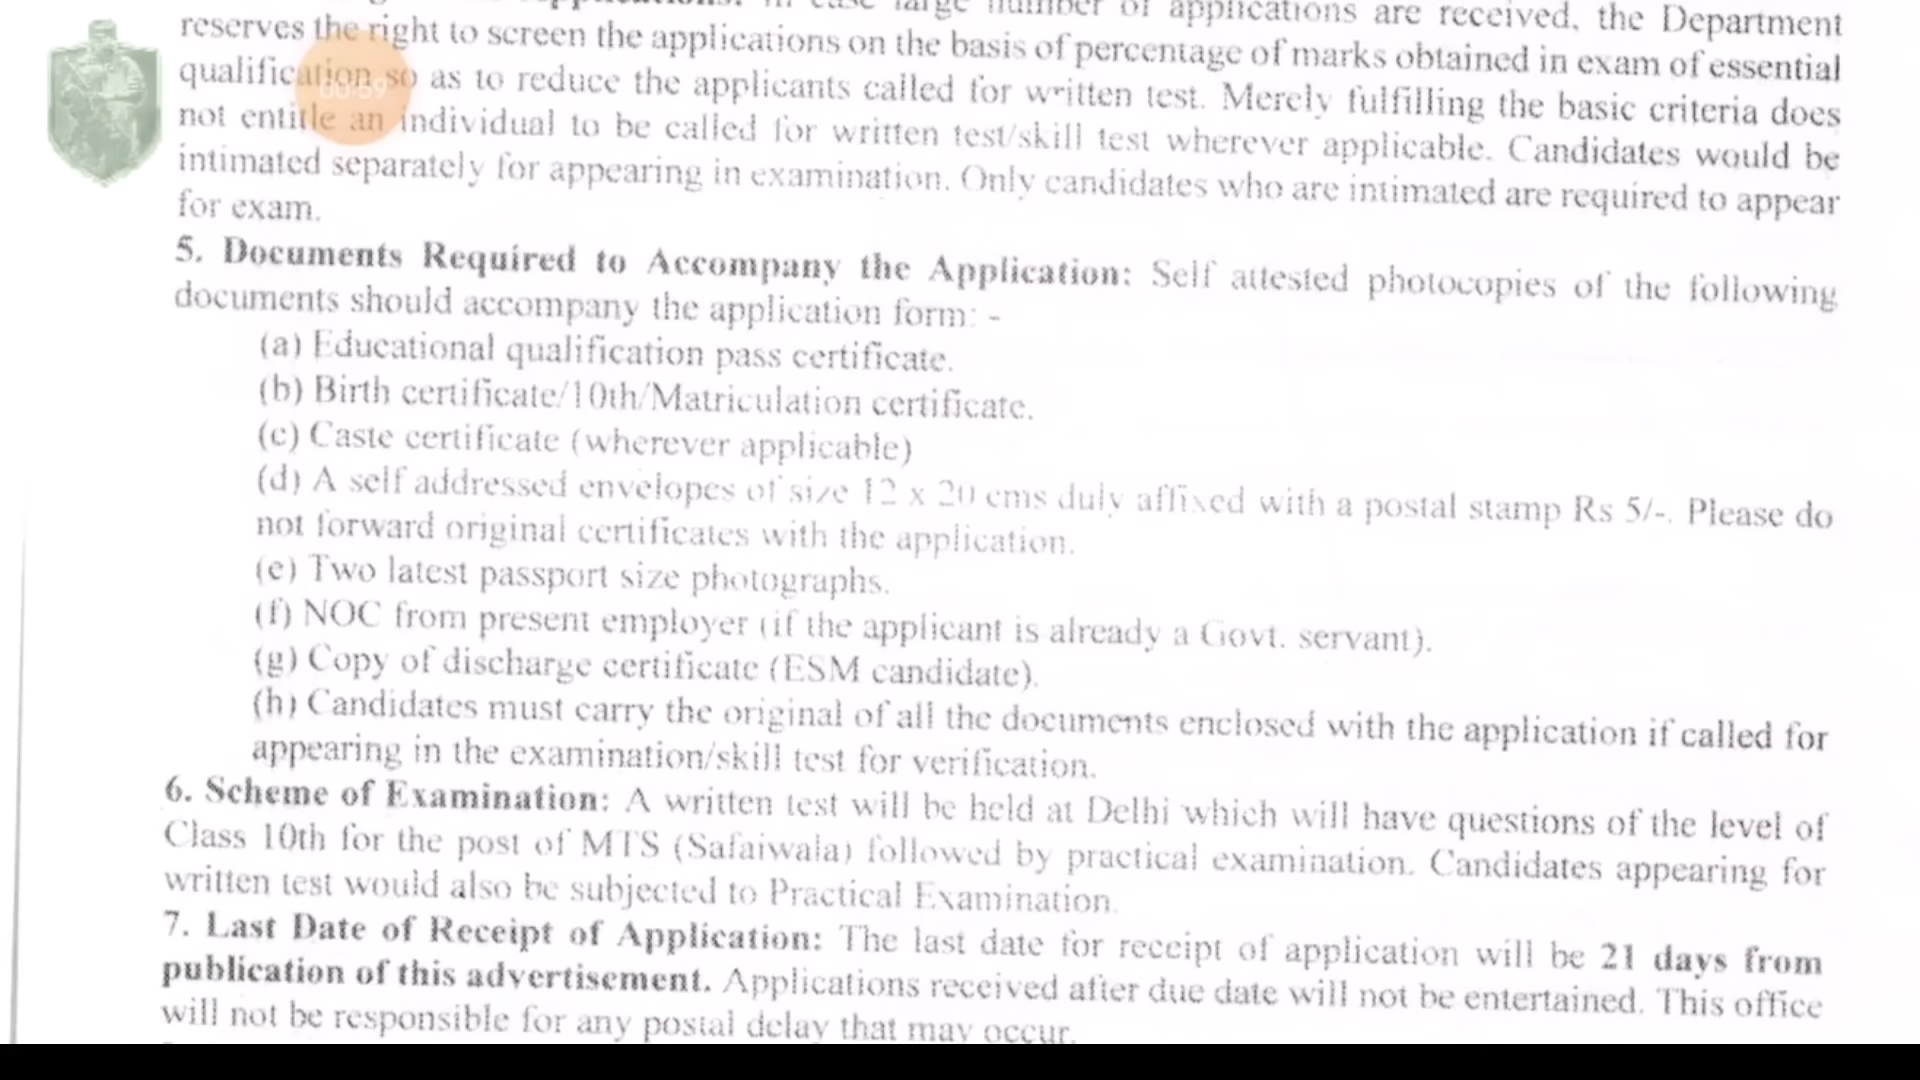 applications: In case large number of applications are received, the Department
reserves the right to screen the applications on the basis of percentage of marks obtained in exam of essential
qualification so as to reduce the applicants called for written test. Merely fulfilling the basic criteria does
not entitle an individual to be called for written test/skill test wherever applicable. Candidates would be
intimated separately for appearing in examination. Only candidates who are intimated are required to appear
for exam.
00:59
5. Documents Required to Accompany the Application: Self attested photocopies of the following
documents should accompany the application form: -
(a) Educational qualification pass certificate.
(b) Birth certificate/10th/Matriculation certificate.
(c) Caste certificate (wherever applicable)
(d) A self addressed envelopes of size 12 x 20 cms duly affixed with a postal stamp Rs 5/-. Please do
not forward original certificates with the application.
(e) Two latest passport size photographs.
(f) NOC from present employer (if the applicant is already a Govt. servant).
(g) Copy of discharge certificate (ESM candidate).
(h) Candidates must carry the original of all the documents enclosed with the application if called for
appearing in the examination/skill test for verification.
6. Scheme of Examination: A written test will be held at Delhi which will have questions of the level of
Class 10th for the post of MTS (Safaiwala) followed by practical examination. Candidates appearing for
written test would also be subjected to Practical Examination.
7. Last Date of Receipt of Application: The last date for receipt of application will be 21 days from
publication of this advertisement. Applications received after due date will not be entertained. This office
will not be responsible for any postal delay that may occur.